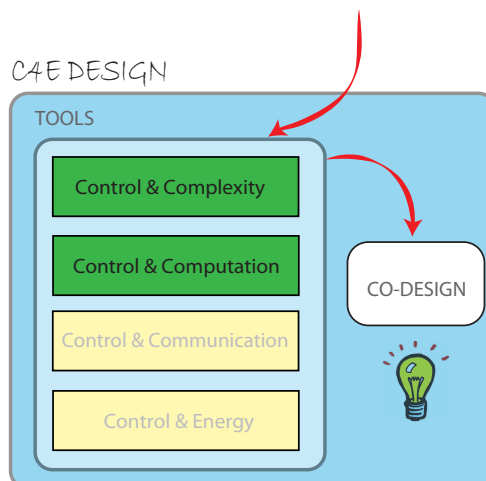 C4E DESIGN
TOOLS
Control & Complexity
Control & Computation
CO-DESIGN
Control & Communication
Control & Energy